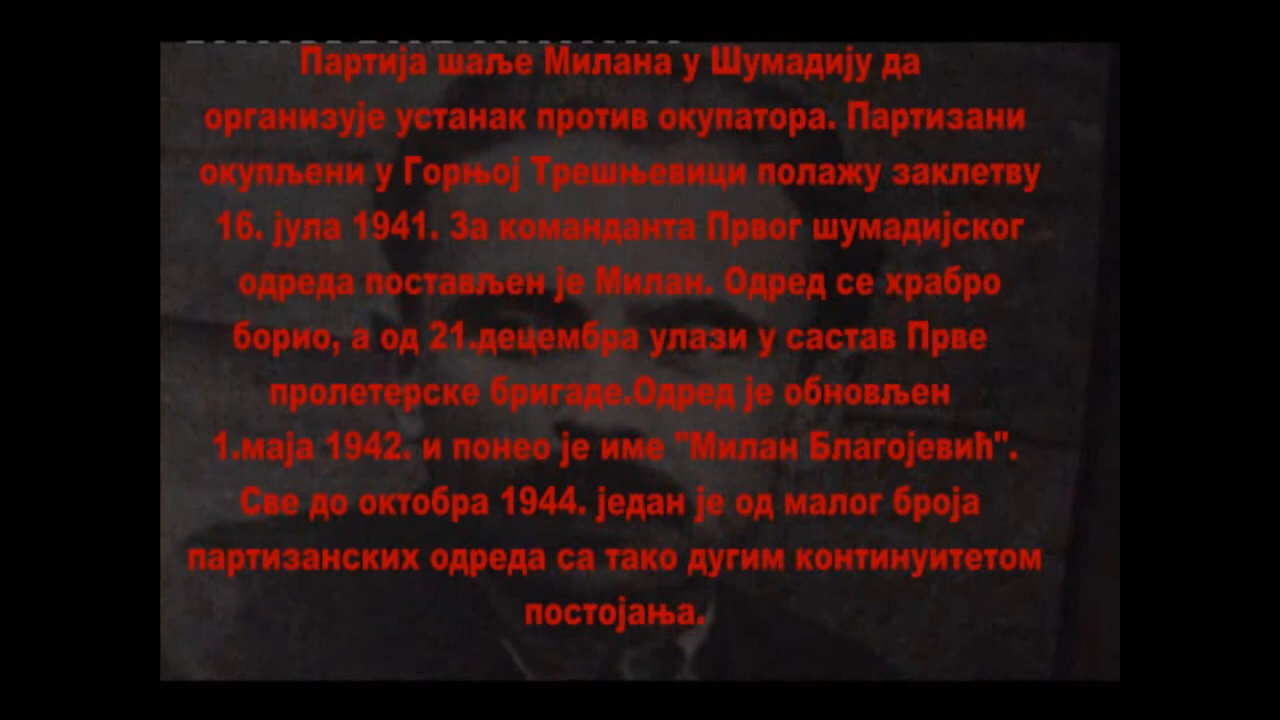 Партија шаље Милана у Шумадију да
организује устанак против окупатора. Партизани
окупљени у Горњој Трешњевици полажу заклетву
16. јула 1941. За команданта Првог шумадијског
одреда постављен је Милан. Одред се храбро
борио, а од 21.децембра улази у састав Прве
пролетерске бригаде.Одред је обновљен
1.маја 1942. и понео је име "Милан Благојевић".
Све до октобра 1944. један је од малог броја
партизанских одреда са тако дугим континуитетом
постојања.